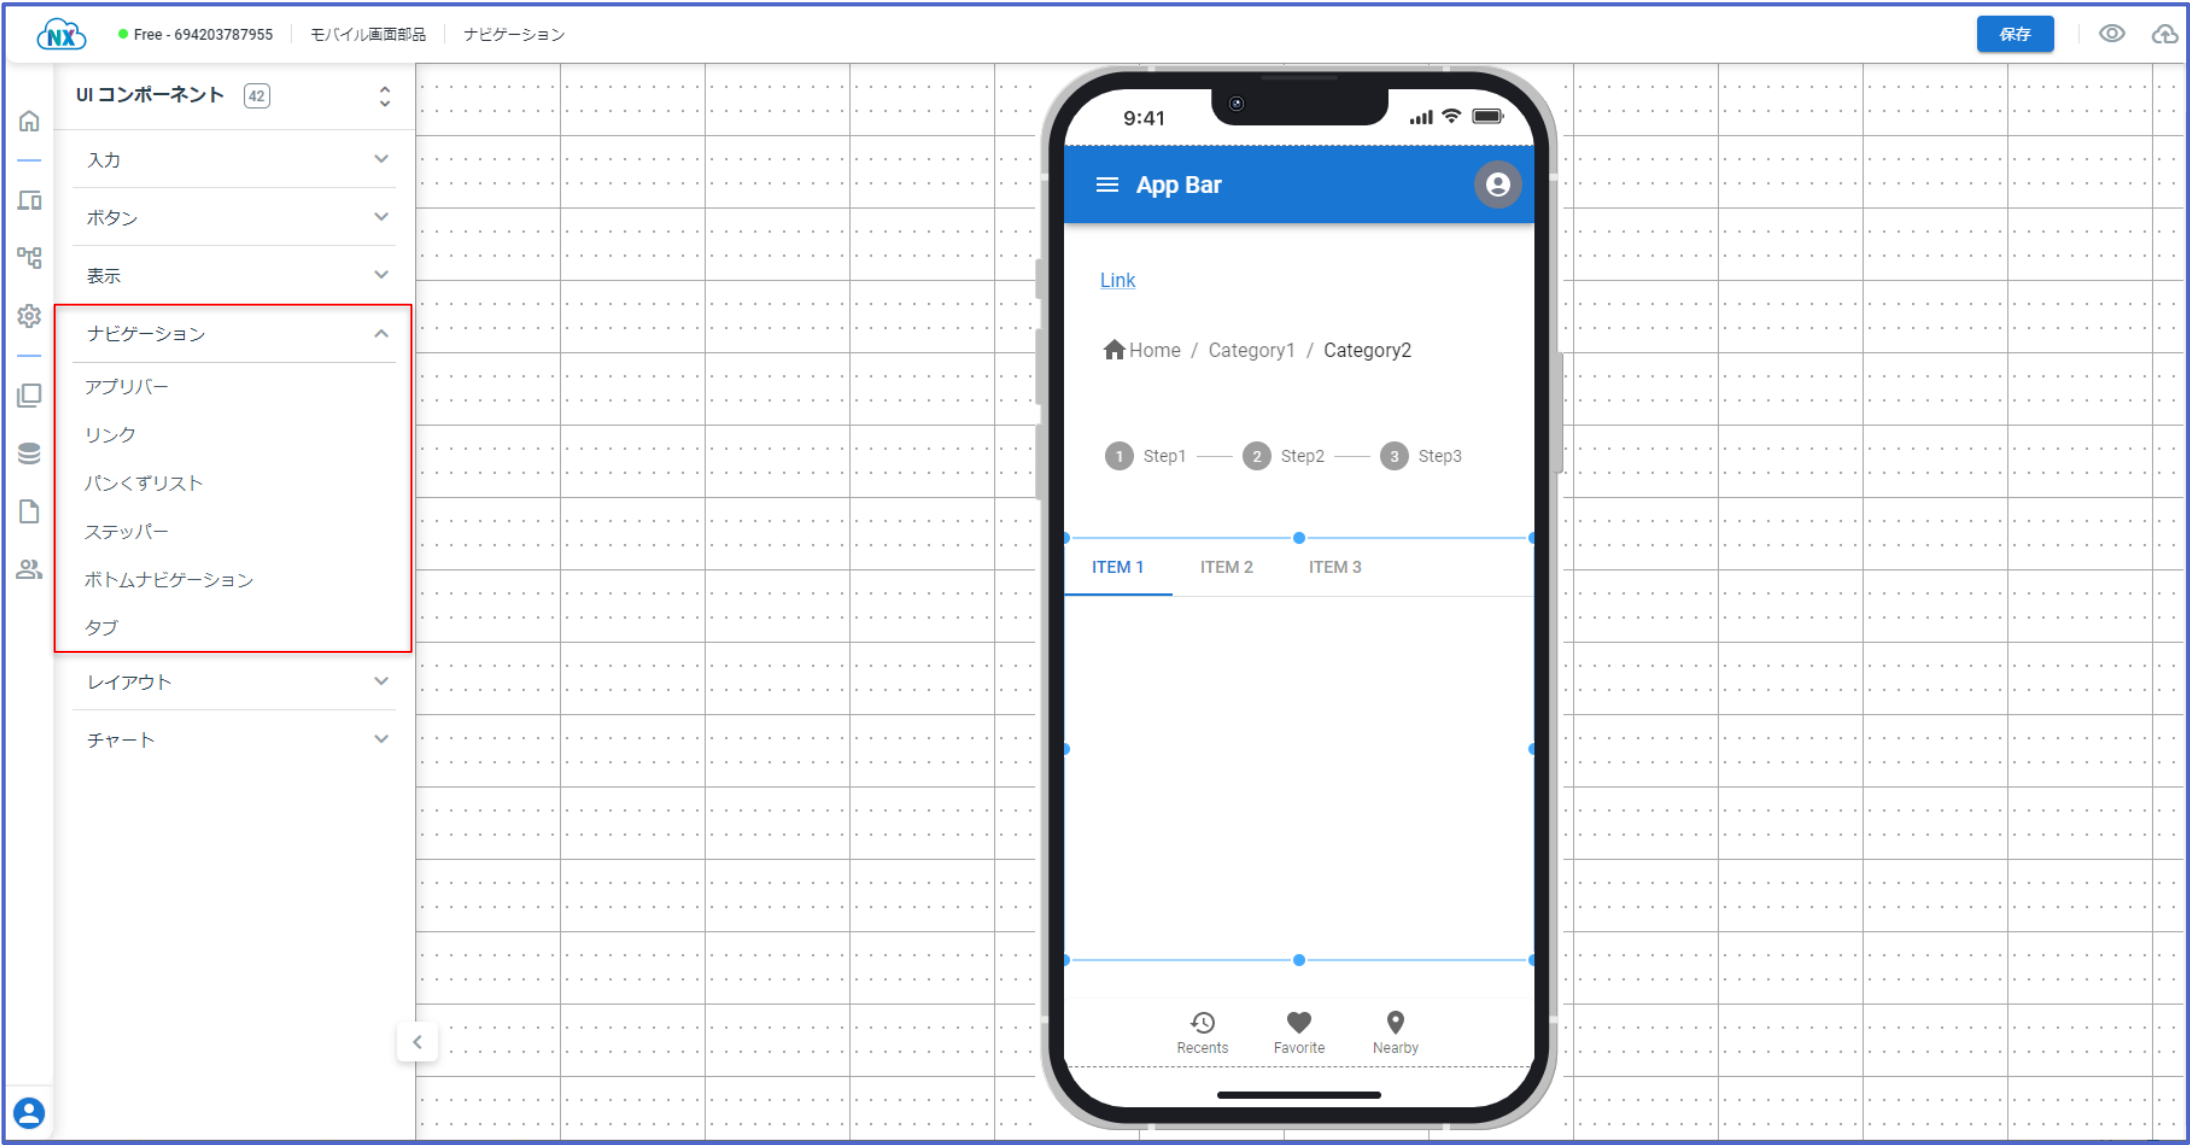 NX
Free - 694203787955
モバイル画面部品
ナビゲーション
保存
UI コンポーネント 42
入力
ボタン
表示
ナビゲーション
アプリバー
リンク
パンくずリスト
ステッパー
ボトムナビゲーション
タブ
レイアウト
チャート
9:41
App Bar
Link
Home / Category1 / Category2
1 Step1 2 Step2 3 Step3
ITEM 1 ITEM 2 ITEM 3
Recents Favorite Nearby